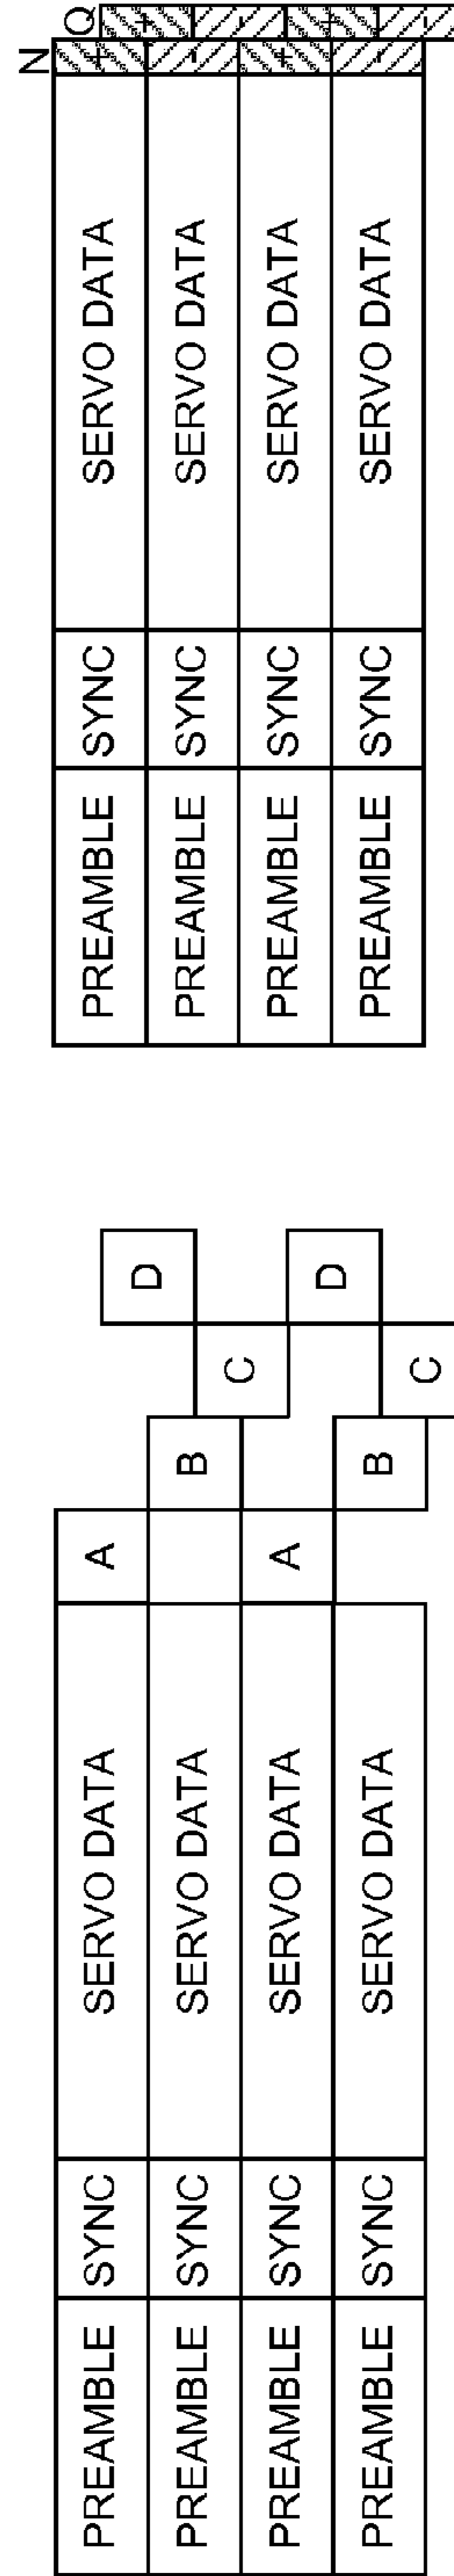 PREAMBLE SYNC SERVO DATA A
D
PREAMBLE SYNC SERVO DATA B
C
PREAMBLE SYNC SERVO DATA A
D
PREAMBLE SYNC SERVO DATA B
C
N
Q
PREAMBLE SYNC SERVO DATA +
+
PREAMBLE SYNC SERVO DATA -
-
PREAMBLE SYNC SERVO DATA +
+
PREAMBLE SYNC SERVO DATA -
-